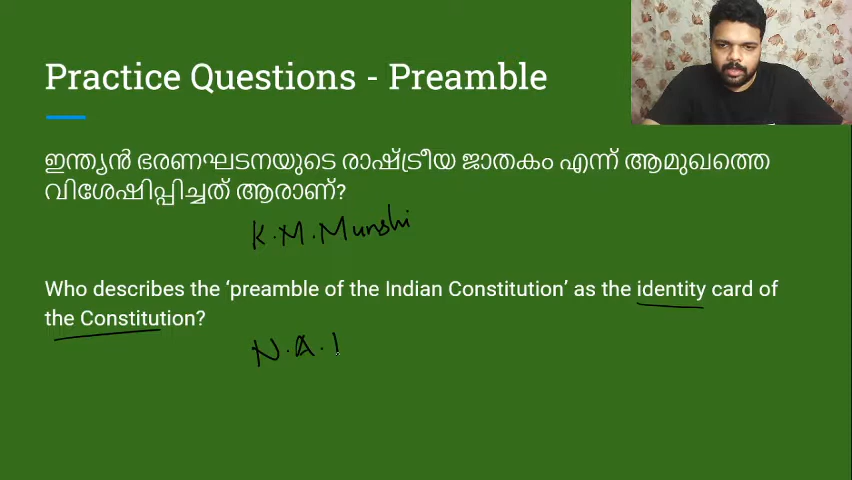 Practice Questions - Preamble
ഇന്ത്യൻ ഭരണഘടനയുടെ രാഷ്ട്രീയ ജാതകം എന്ന് ആമുഖത്തെ
വിശേഷിപ്പിച്ചത് ആരാണ്?
K.M.Munshi
Who describes the ‘preamble of the Indian Constitution’ as the identity card of
the Constitution?
N.A.